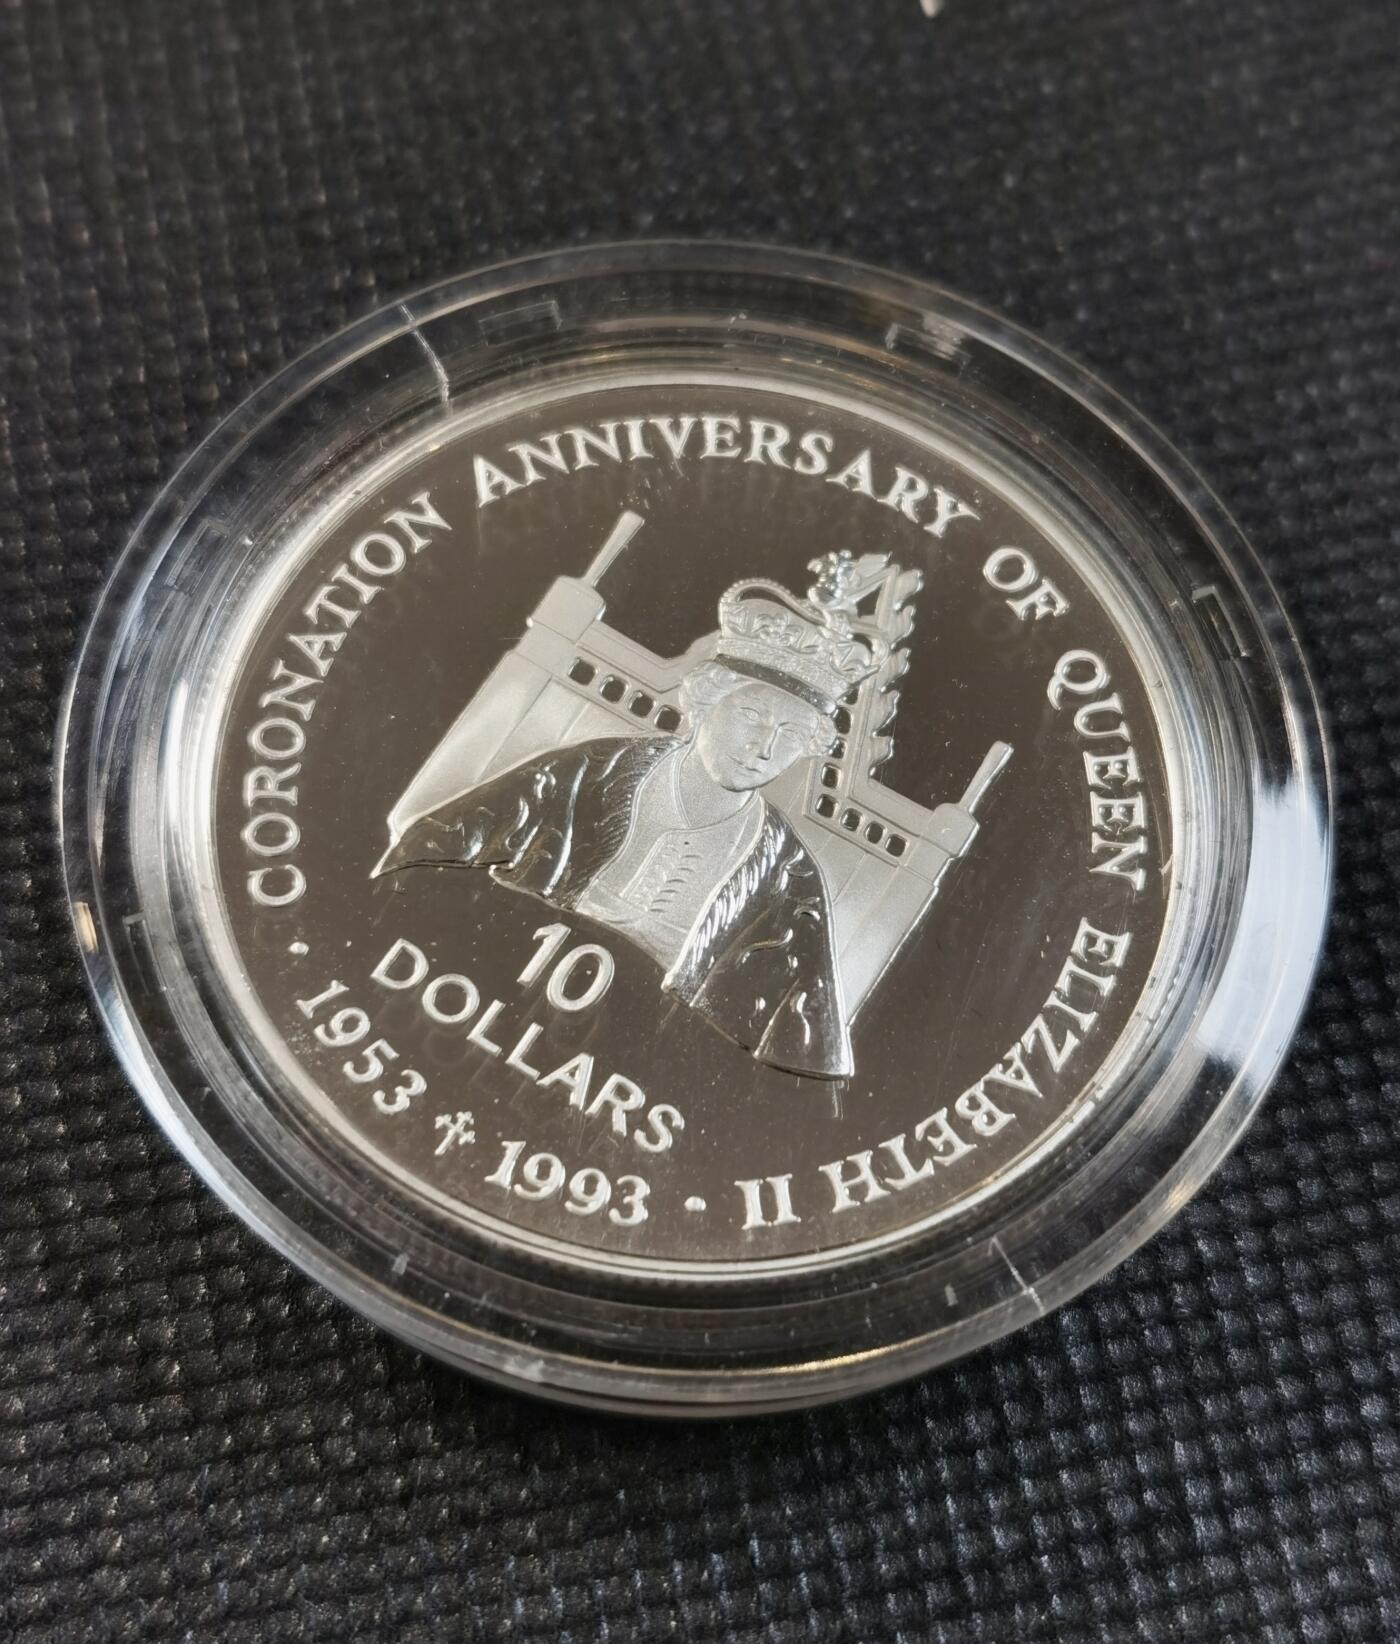 CORONATION ANNIVERSARY OF QUEEN ELIZABETH II
10
DOLLARS
· 1953 1993 ·